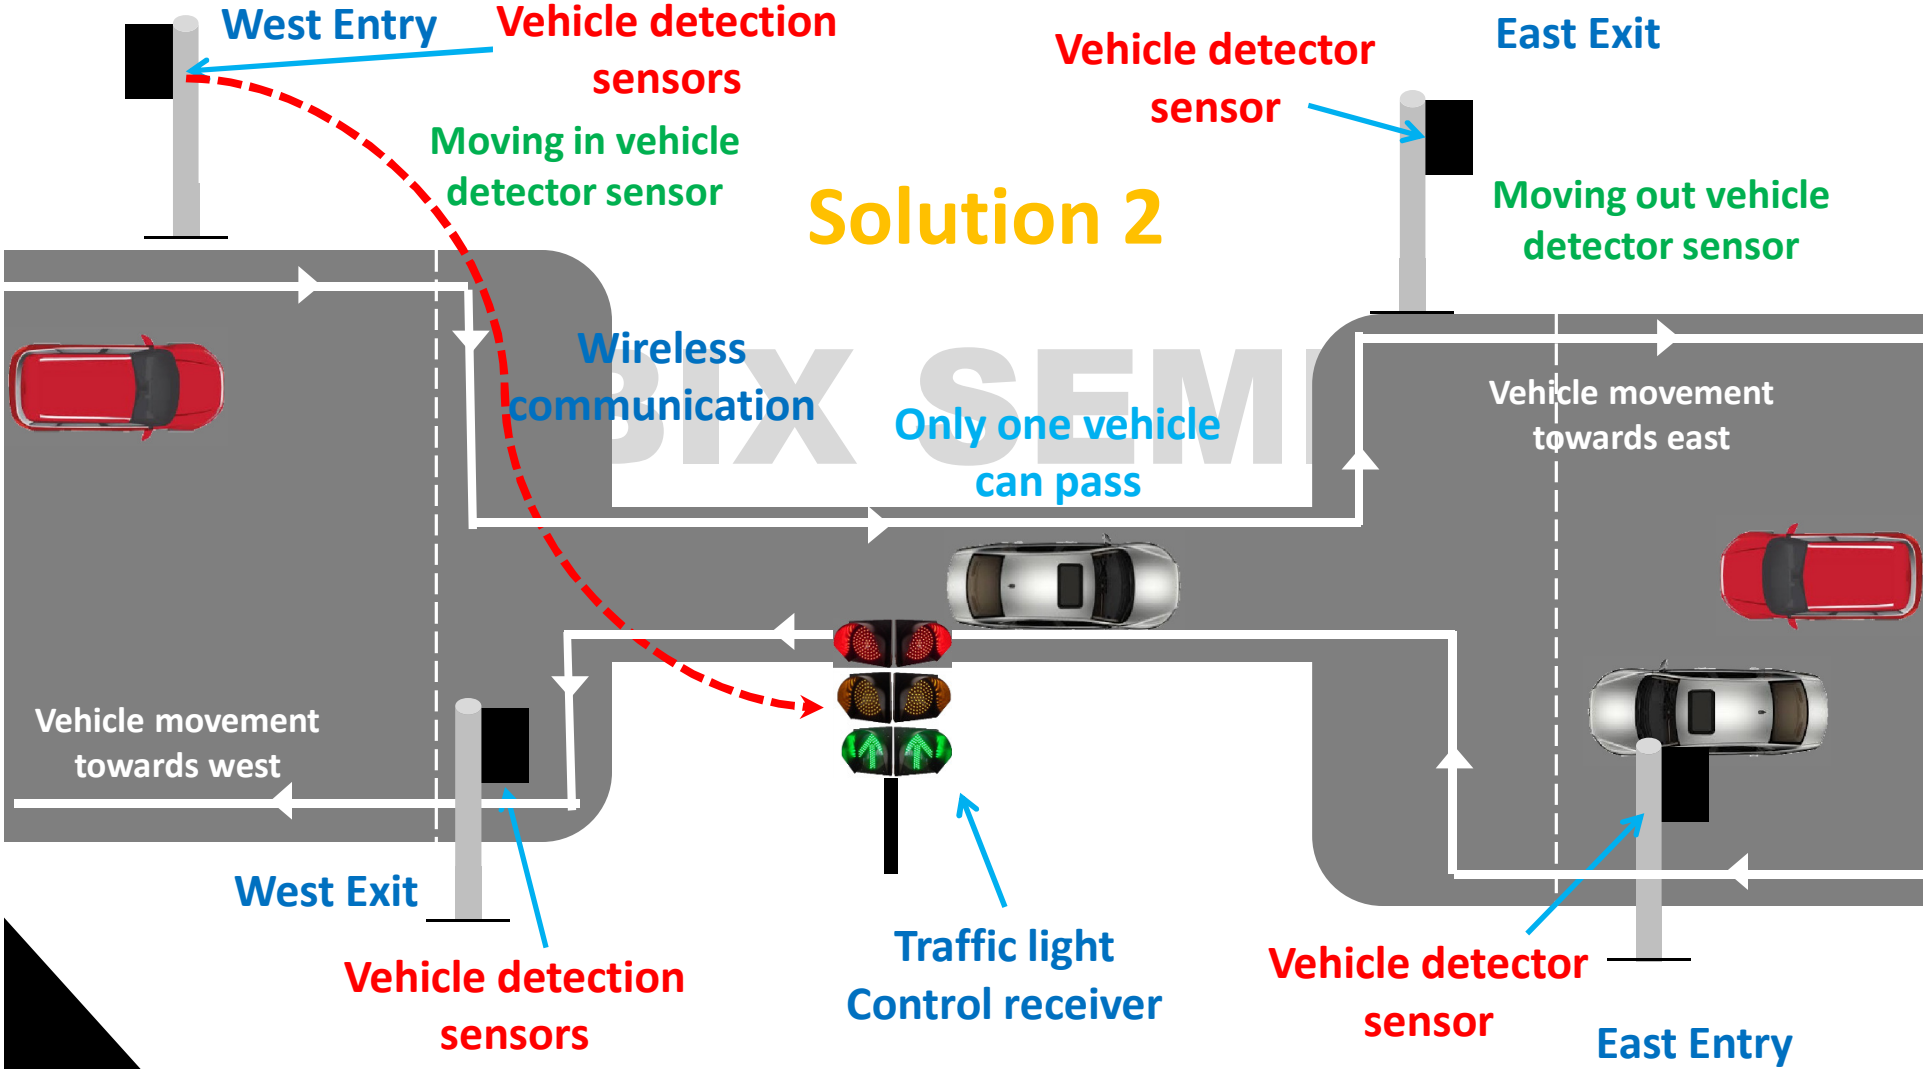 West Entry
Vehicle detection
sensors
Moving in vehicle
detector sensor
Vehicle detector
sensor
East Exit
Solution 2
Moving out vehicle
detector sensor
Wireless
communication
BIX SEMI
Only one vehicle
can pass
Vehicle movement
towards east
Vehicle movement
towards west
West Exit
Vehicle detection
sensors
Traffic light
Control receiver
Vehicle detector
sensor
East Entry